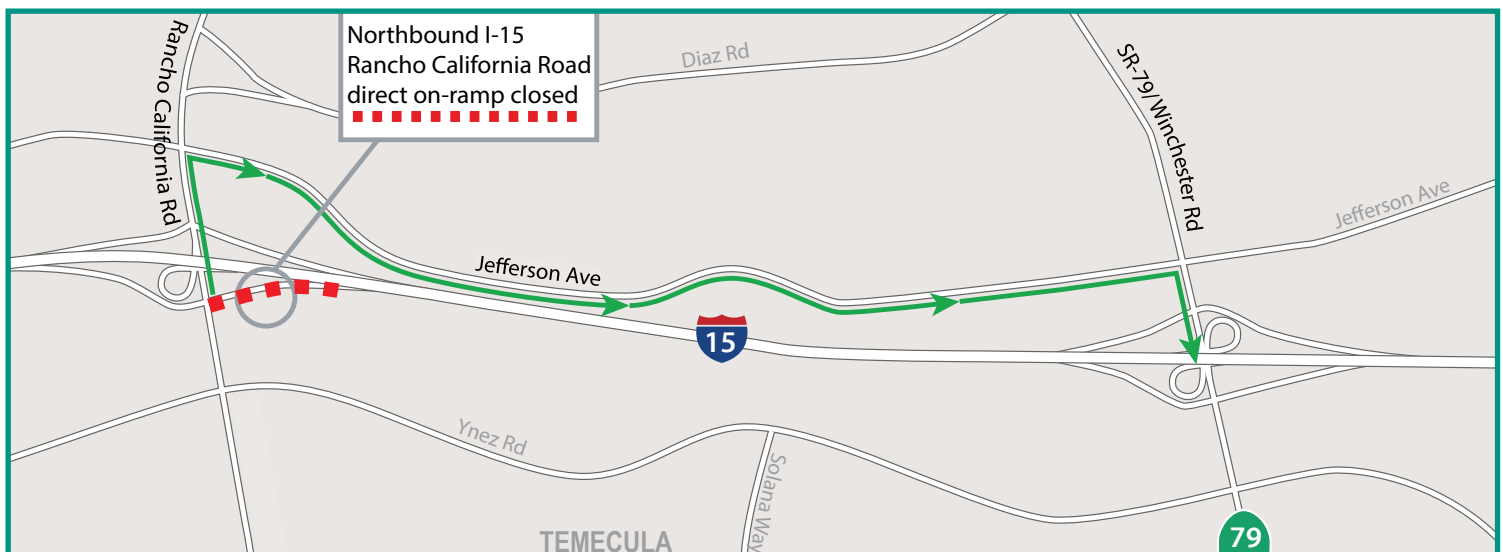 Northbound I-15
Rancho California Road
direct on-ramp closed
Rancho California Rd
Diaz Rd
SR-79/Winchester Rd
Jefferson Ave
Jefferson Ave
15
Ynez Rd
Solana Way
TEMECULA
79